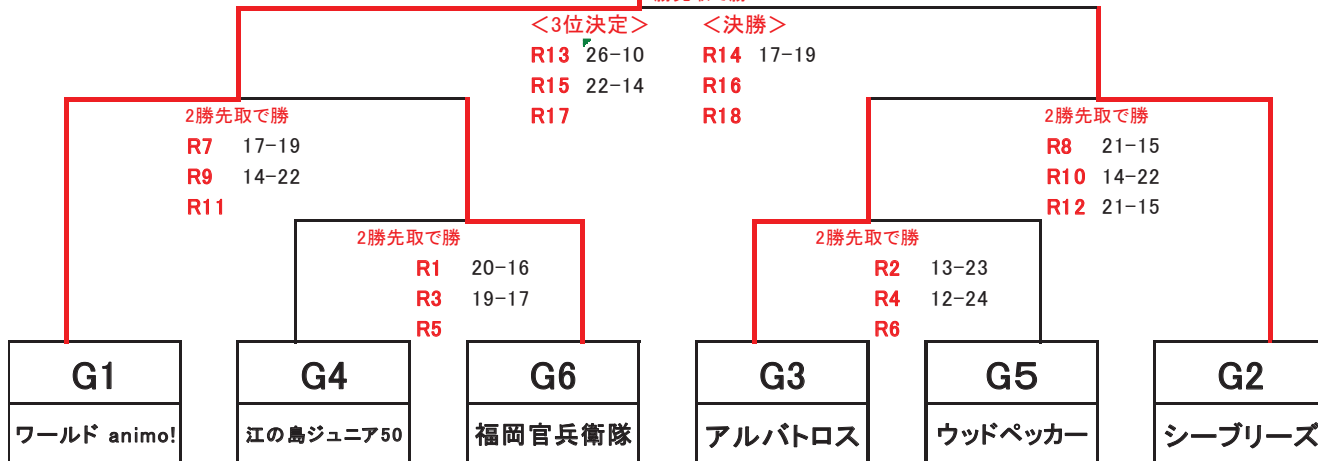 <3位決定> <決勝>
R13 26-10 R14 17-19
R15 22-14 R16
R17 R18
2勝先取で勝 2勝先取で勝
R7 17-19 R8 21-15
R9 14-22 R10 14-22
R11 R12 21-15
2勝先取で勝 2勝先取で勝
R1 20-16 R2 13-23
R3 19-17 R4 12-24
R5 R6
G1 G4 G6 G3 G5 G2
ワールド animo! 江の島ジュニア50 福岡官兵衛隊 アルバトロス ウッドペッカー シーブリーズ